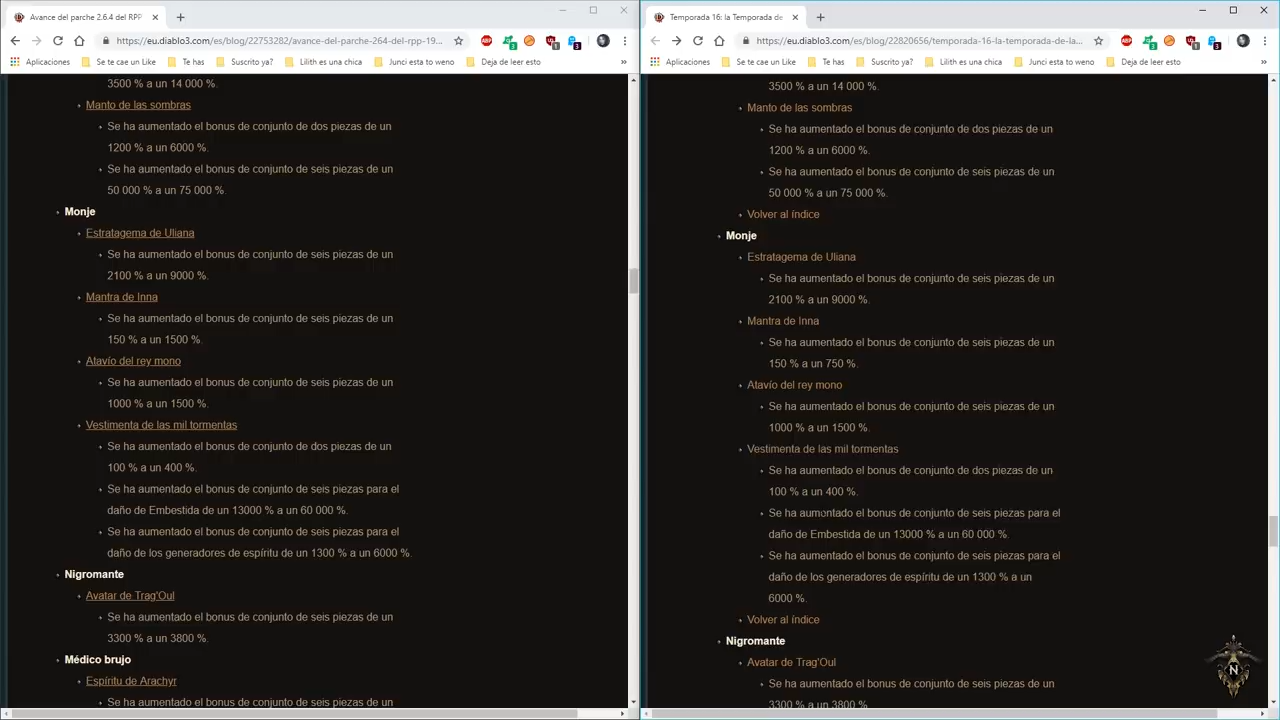 Avance del parche 2.6.4 del RPP
https://eu.diablo3.com/es/blog/22753282/avance-del-parche-264-del-rpp-19...
Aplicaciones Se te cae un Like Te has Suscrito ya? Lilith es una chica Junci esta to weno Deja de leer esto
3500 % a un 14 000 %.
Manto de las sombras
Se ha aumentado el bonus de conjunto de dos piezas de un
1200 % a un 6000 %.
Se ha aumentado el bonus de conjunto de seis piezas de un
50 000 % a un 75 000 %.
Monje
Estratagema de Uliana
Se ha aumentado el bonus de conjunto de seis piezas de un
2100 % a un 9000 %.
Mantra de Inna
Se ha aumentado el bonus de conjunto de seis piezas de un
150 % a un 1500 %.
Atavío del rey mono
Se ha aumentado el bonus de conjunto de seis piezas de un
1000 % a un 1500 %.
Vestimenta de las mil tormentas
Se ha aumentado el bonus de conjunto de dos piezas de un
100 % a un 400 %.
Se ha aumentado el bonus de conjunto de seis piezas para el
daño de Embestida de un 13000 % a un 60 000 %.
Se ha aumentado el bonus de conjunto de seis piezas para el
daño de los generadores de espíritu de un 1300 % a un 6000 %.
Nigromante
Avatar de Trag'Oul
Se ha aumentado el bonus de conjunto de seis piezas de un
3300 % a un 3800 %.
Médico brujo
Espíritu de Arachyr
Se ha aumentado el bonus de conjunto de seis piezas de un
Temporada 16: la Temporada de
https://eu.diablo3.com/es/blog/22820656/temporada-16-la-temporada-de-la...
Aplicaciones Se te cae un Like Te has Suscrito ya? Lilith es una chica Junci esta to weno Deja de leer esto
3500 % a un 14 000 %.
Manto de las sombras
Se ha aumentado el bonus de conjunto de dos piezas de un
1200 % a un 6000 %.
Se ha aumentado el bonus de conjunto de seis piezas de un
50 000 % a un 75 000 %.
Volver al índice
Monje
Estratagema de Uliana
Se ha aumentado el bonus de conjunto de seis piezas de un
2100 % a un 9000 %.
Mantra de Inna
Se ha aumentado el bonus de conjunto de seis piezas de un
150 % a un 750 %.
Atavío del rey mono
Se ha aumentado el bonus de conjunto de seis piezas de un
1000 % a un 1500 %.
Vestimenta de las mil tormentas
Se ha aumentado el bonus de conjunto de dos piezas de un
100 % a un 400 %.
Se ha aumentado el bonus de conjunto de seis piezas para el
daño de Embestida de un 13000 % a un 60 000 %.
Se ha aumentado el bonus de conjunto de seis piezas para el
daño de los generadores de espíritu de un 1300 % a un
6000 %.
Volver al índice
Nigromante
Avatar de Trag'Oul
Se ha aumentado el bonus de conjunto de seis piezas de un
3300 % a un 3800 %.
N